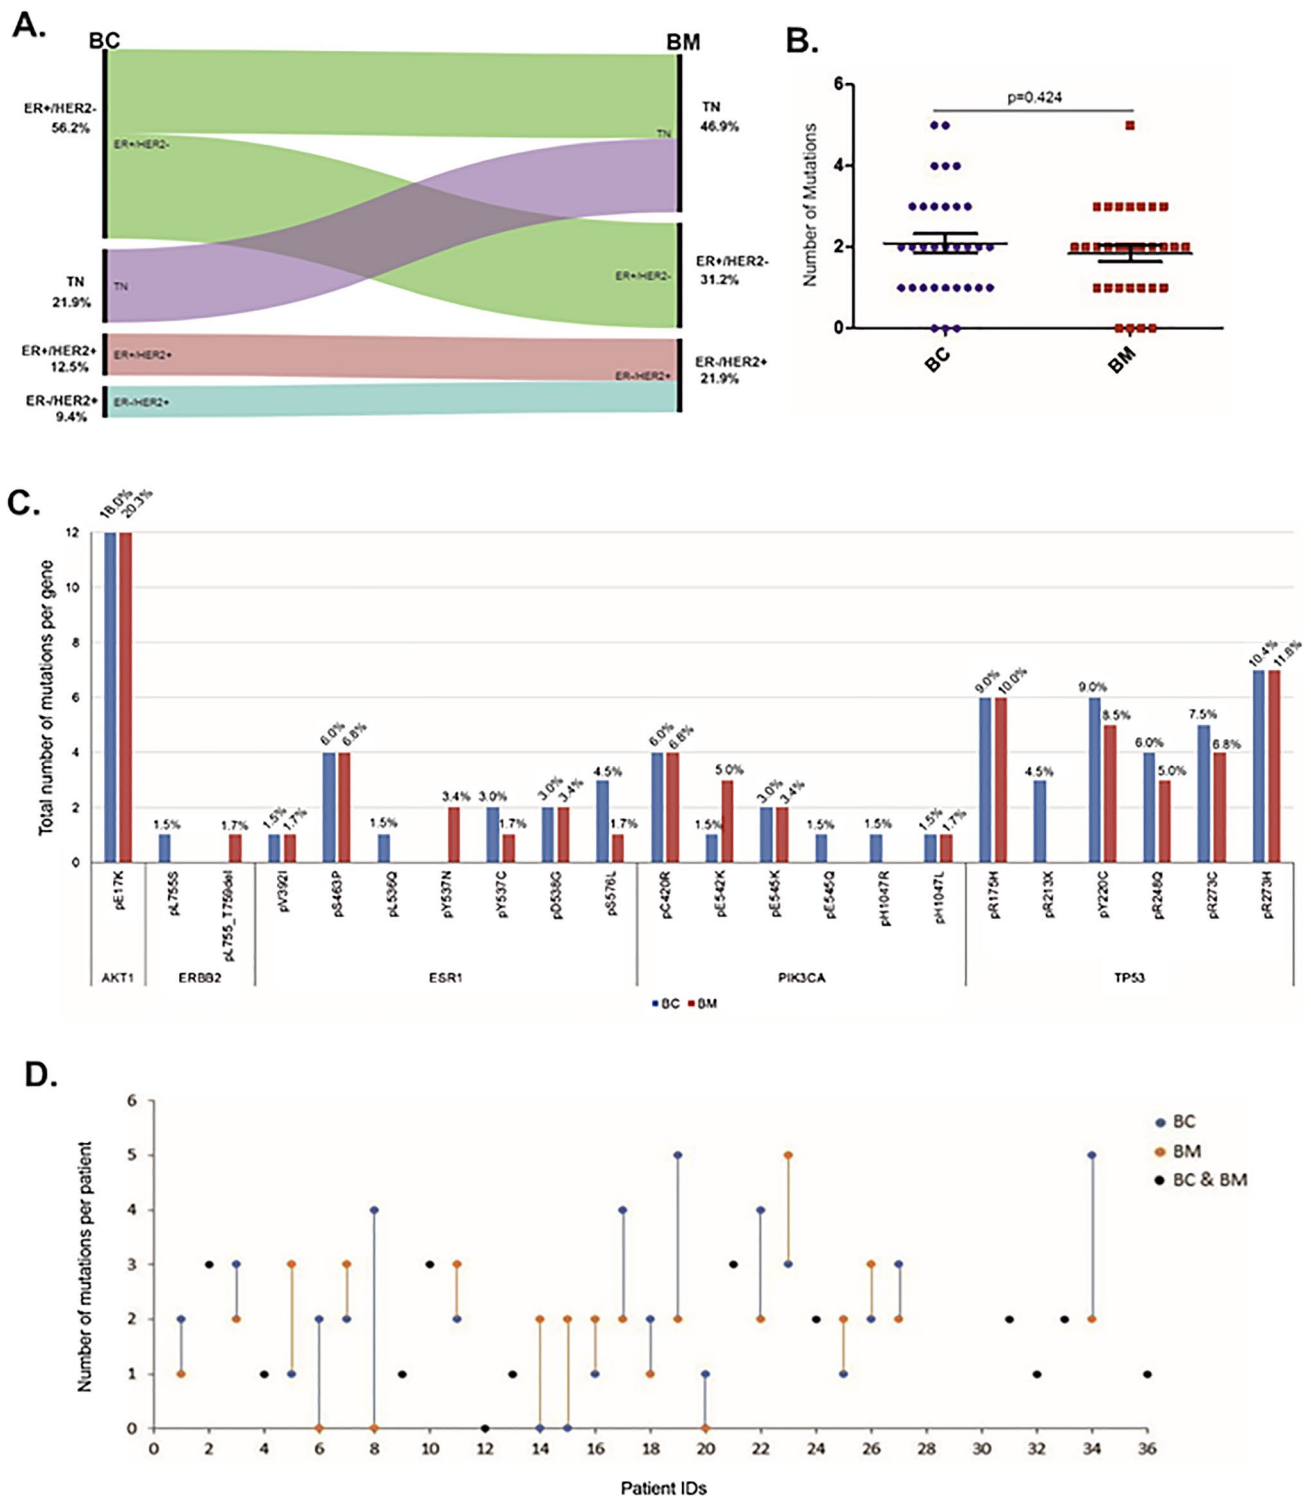 A.
BC
BM
ER+/HER2-
56.2%
ER+/HER2-
TN
21.9%
TN
ER+/HER2+
12.5%
ER+/HER2+
ER-/HER2+
9.4%
ER-/HER2+
TN
TN
46.9%
ER+/HER2-
ER+/HER2-
31.2%
ER-/HER2+
ER-/HER2+
21.9%
B.
p=0.424
Number of Mutations
6
4
2
0
BC
BM
C.
Total number of mutations per gene
12
10
8
6
4
2
0
18.0% 20.3%
1.5%
1.7%
1.5% 1.7%
6.0% 6.8%
1.5%
3.4%
3.0% 1.7%
3.0% 3.4%
4.5% 1.7%
6.0% 6.8%
1.5% 5.0%
3.0% 3.4%
1.5%
1.5%
1.5% 1.7%
9.0% 10.0%
4.5%
9.0% 8.5%
6.0% 5.0%
7.5% 6.8%
10.4% 11.8%
pE17K
pL755S
pL755_T759del
pV392I
pS463P
pL536Q
pY537N
pY537C
pD538G
pS576L
pC420R
pE542K
pE545K
pE545Q
pH1047R
pH1047L
pR175H
pR213X
pY220C
pR248Q
pR273C
pR273H
AKT1 ERBB2 ESR1 PIK3CA TP53
BC BM
D.
Number of mutations per patient
6
5
4
3
2
1
0
0 2 4 6 8 10 12 14 16 18 20 22 24 26 28 30 32 34 36
Patient IDs
BC
BM
BC & BM